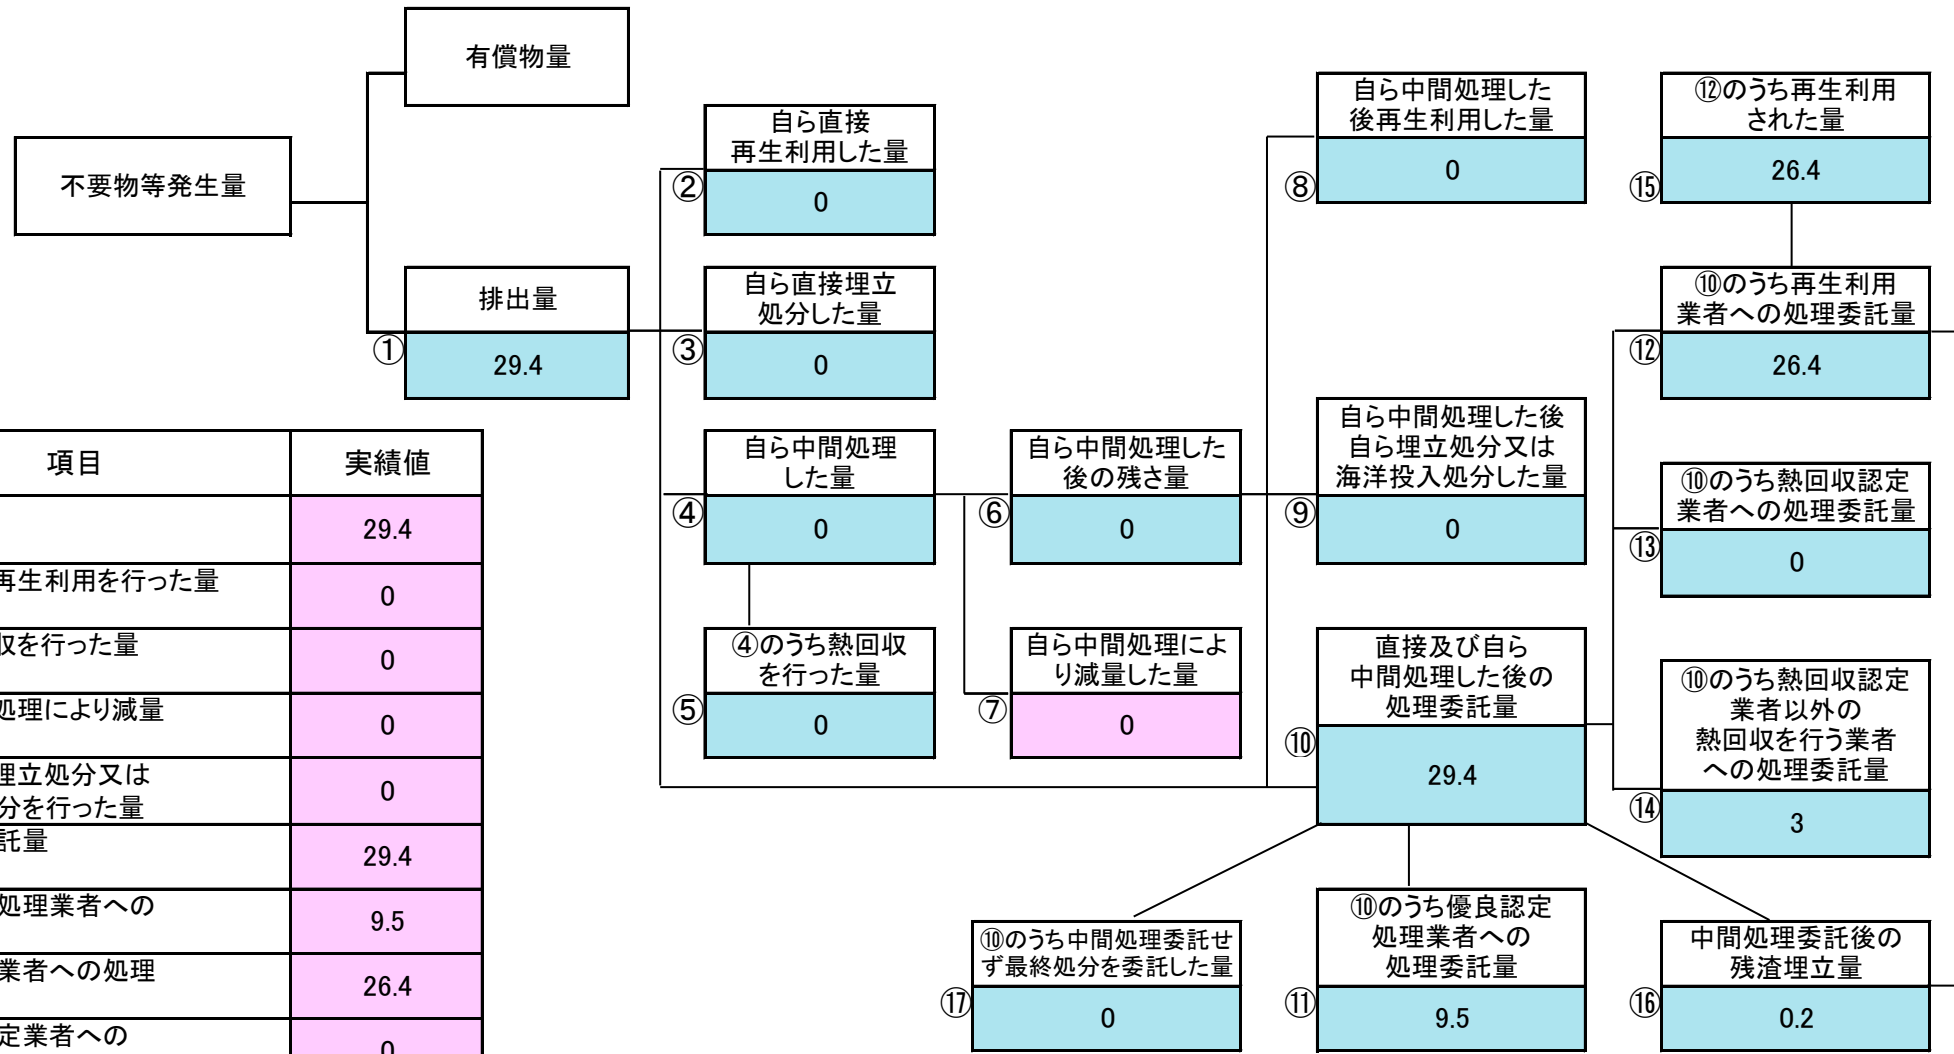 有償物量
不要物等発生量
排出量
①
29.4
自ら直接
再生利用した量
②
0
自ら直接埋立
処分した量
③
0
自ら中間処理
した量
④
0
④のうち熱回収
を行った量
⑤
0
自ら中間処理した
後の残さ量
⑥
0
自ら中間処理によ
り減量した量
⑦
0
自ら中間処理した
後再生利用した量
⑧
0
自ら中間処理した後
自ら埋立処分又は
海洋投入処分した量
⑨
0
直接及び自ら
中間処理した後の
処理委託量
⑩
29.4
⑫のうち再生利用
された量
⑮
26.4
⑩のうち再生利用
業者への処理委託量
⑫
26.4
⑩のうち熱回収認定
業者への処理委託量
⑬
0
⑩のうち熱回収認定
業者以外の
熱回収を行う業者
への処理委託量
⑭
3
⑩のうち中間処理委託せ
ず最終処分を委託した量
⑰
0
⑩のうち優良認定
処理業者への
処理委託量
⑪
9.5
中間処理委託後の
残渣埋立量
⑯
0.2
項目 実績値
29.4
再生利用を行った量 0
収を行った量 0
処理により減量 0
埋立処分又は
分を行った量 0
託量 29.4
処理業者への 9.5
業者への処理 26.4
定業者への 0